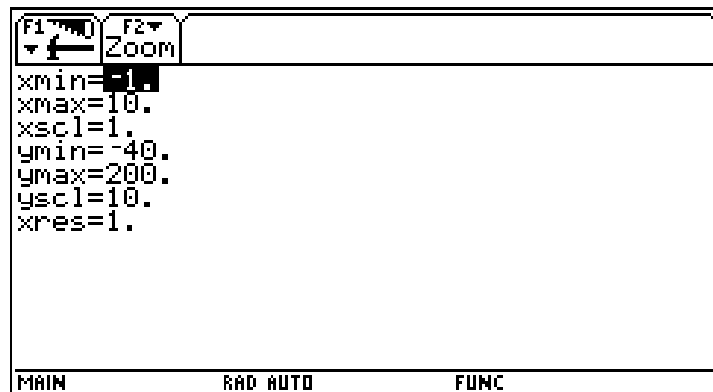 F1 F2
Zoom
xmin=⁻1.
xmax=10.
xscl=1.
ymin=⁻40.
ymax=200.
yscl=10.
xres=1.
MAIN RAD AUTO FUNC